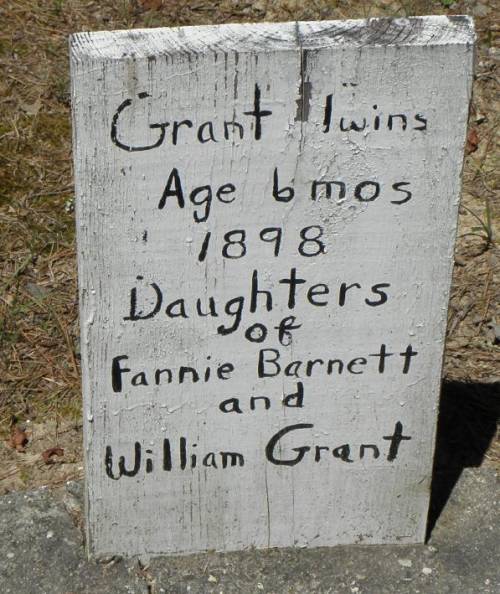 Grant Twins
Age 6 mos
1898
Daughters
of
Fannie Barnett
and
William Grant